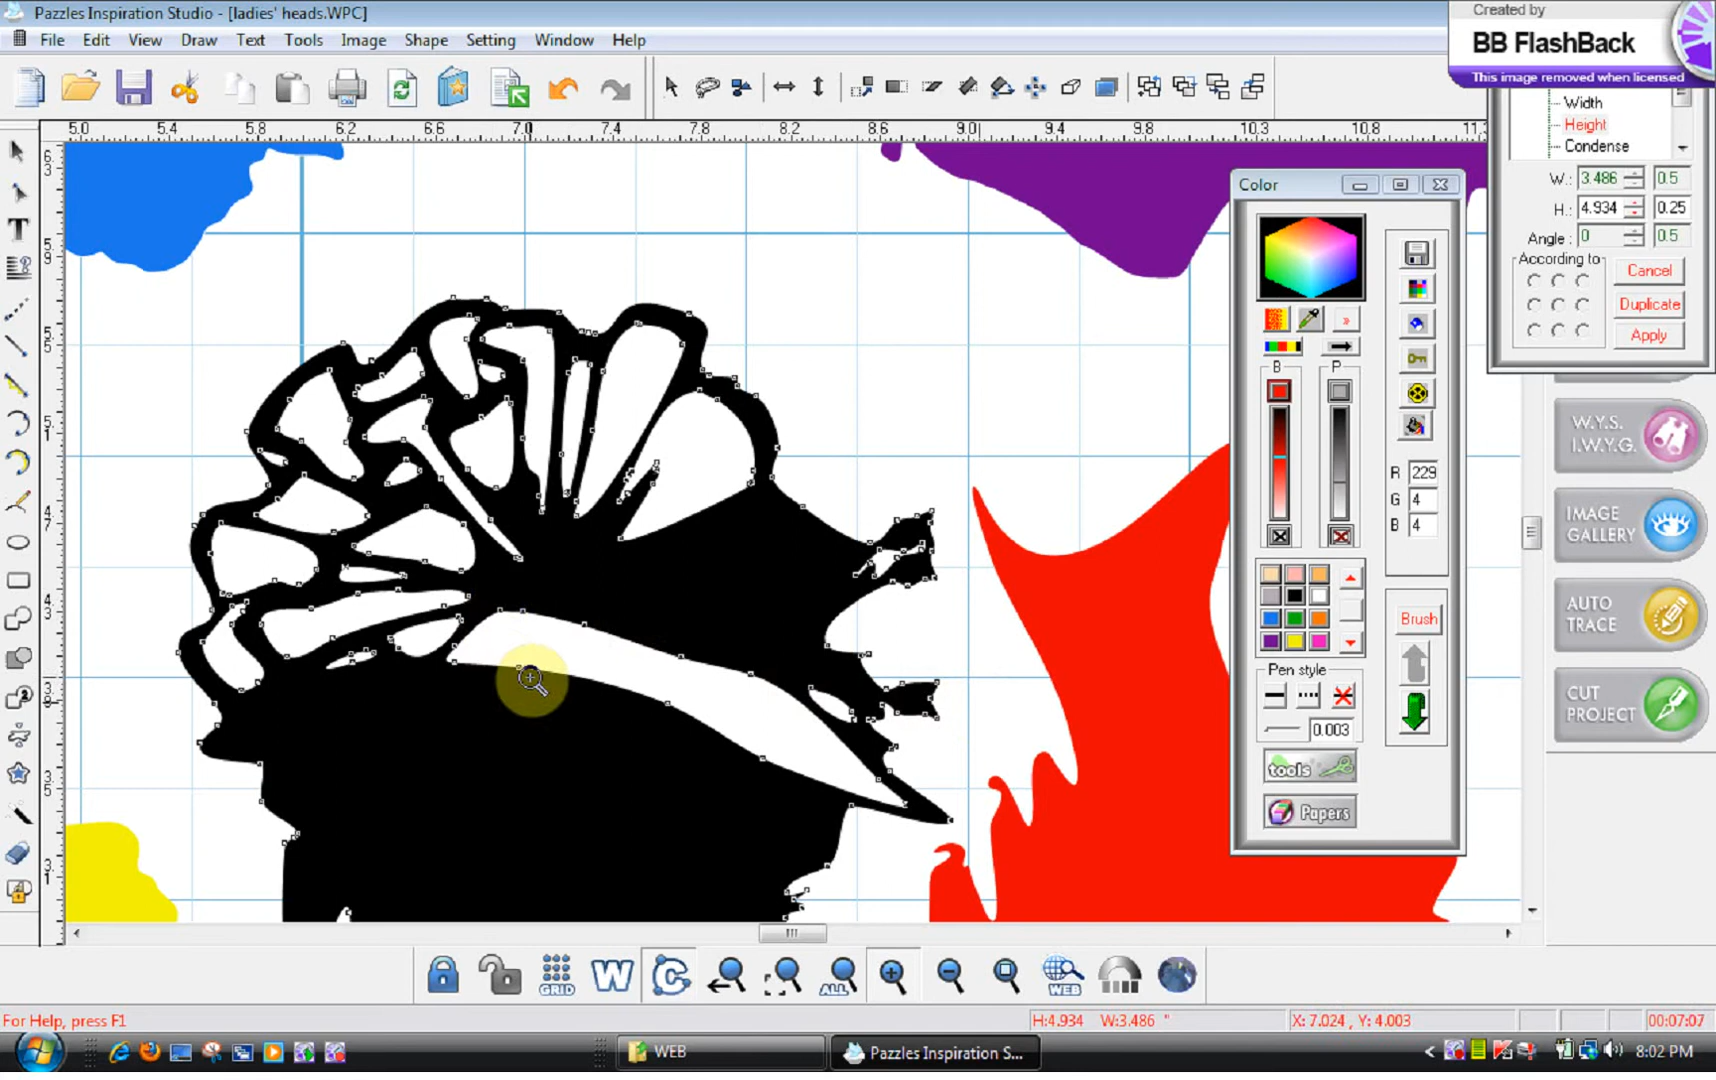 Pazzles Inspiration Studio - [ladies' heads.WPC]
File Edit View Draw Text Tools Image Shape Setting Window Help
Created by
BB FlashBack
This image removed when licensed
5.0 5.4 5.8 6.2 6.6 7.0 7.4 7.8 8.2 8.6 9.0 9.4 9.9 10.3 10.8 11.3
Width
Height
Condense
W.: 3.486 0.5
H.: 4.934 0.25
Angle : 0 0.5
According to
Cancel
Duplicate
Apply
Color
B P
R 229
G 4
B 4
Brush
Pen style
0.003
tools
Papers
W.Y.S.
I.W.Y.G.
IMAGE
GALLERY
AUTO
TRACE
CUT
PROJECT
GRID W C ALL WEB
For Help, press F1
H:4.934 W:3.486 "
X: 7.024 , Y: 4.003
00:07:07
WEB
Pazzles Inspiration S...
8:02 PM